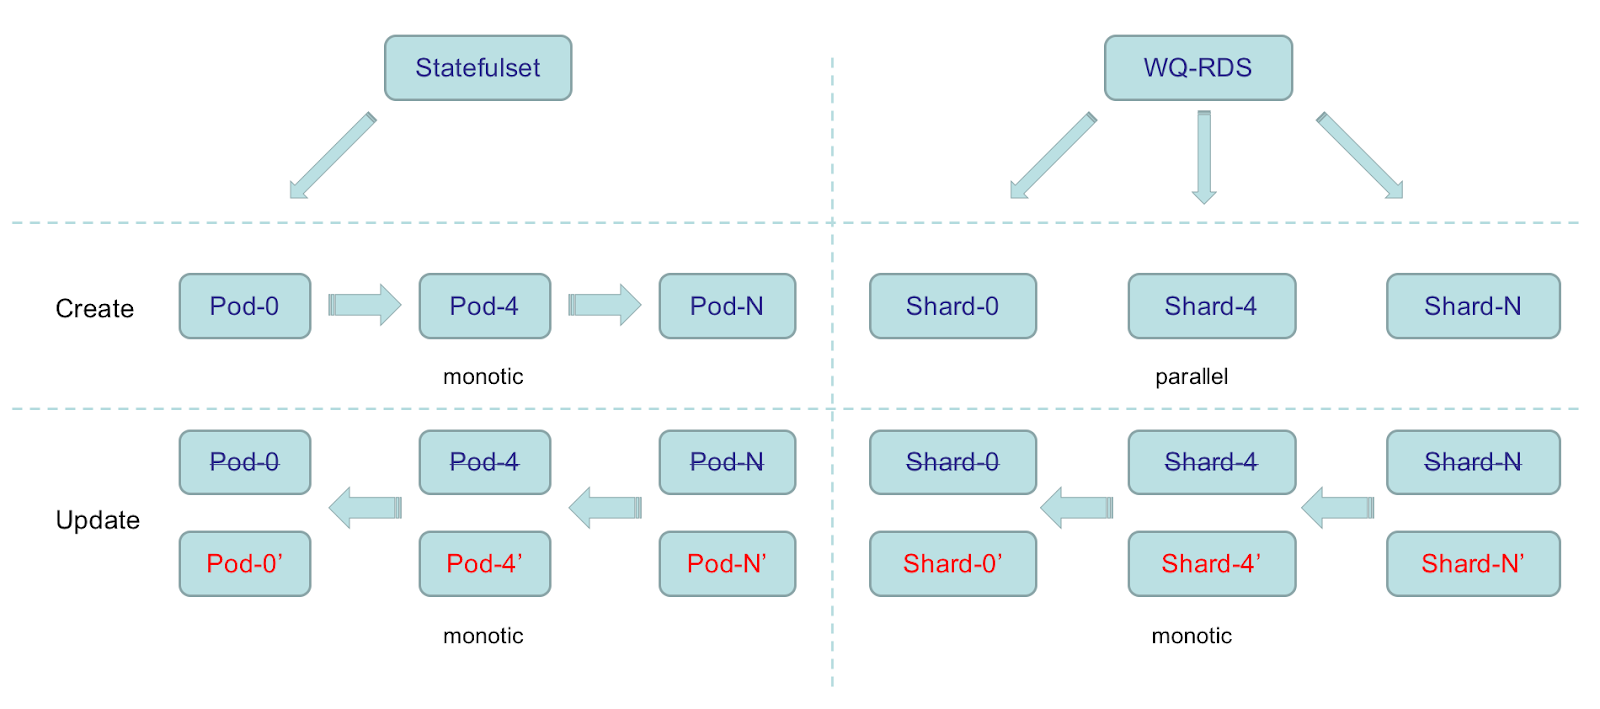 Statefulset
WQ-RDS
Create
Pod-0
Pod-4
Pod-N
Shard-0
Shard-4
Shard-N
monotic
parallel
Update
Pod-0
Pod-4
Pod-N
Shard-0
Shard-4
Shard-N
Pod-0’
Pod-4’
Pod-N’
Shard-0’
Shard-4’
Shard-N’
monotic
monotic